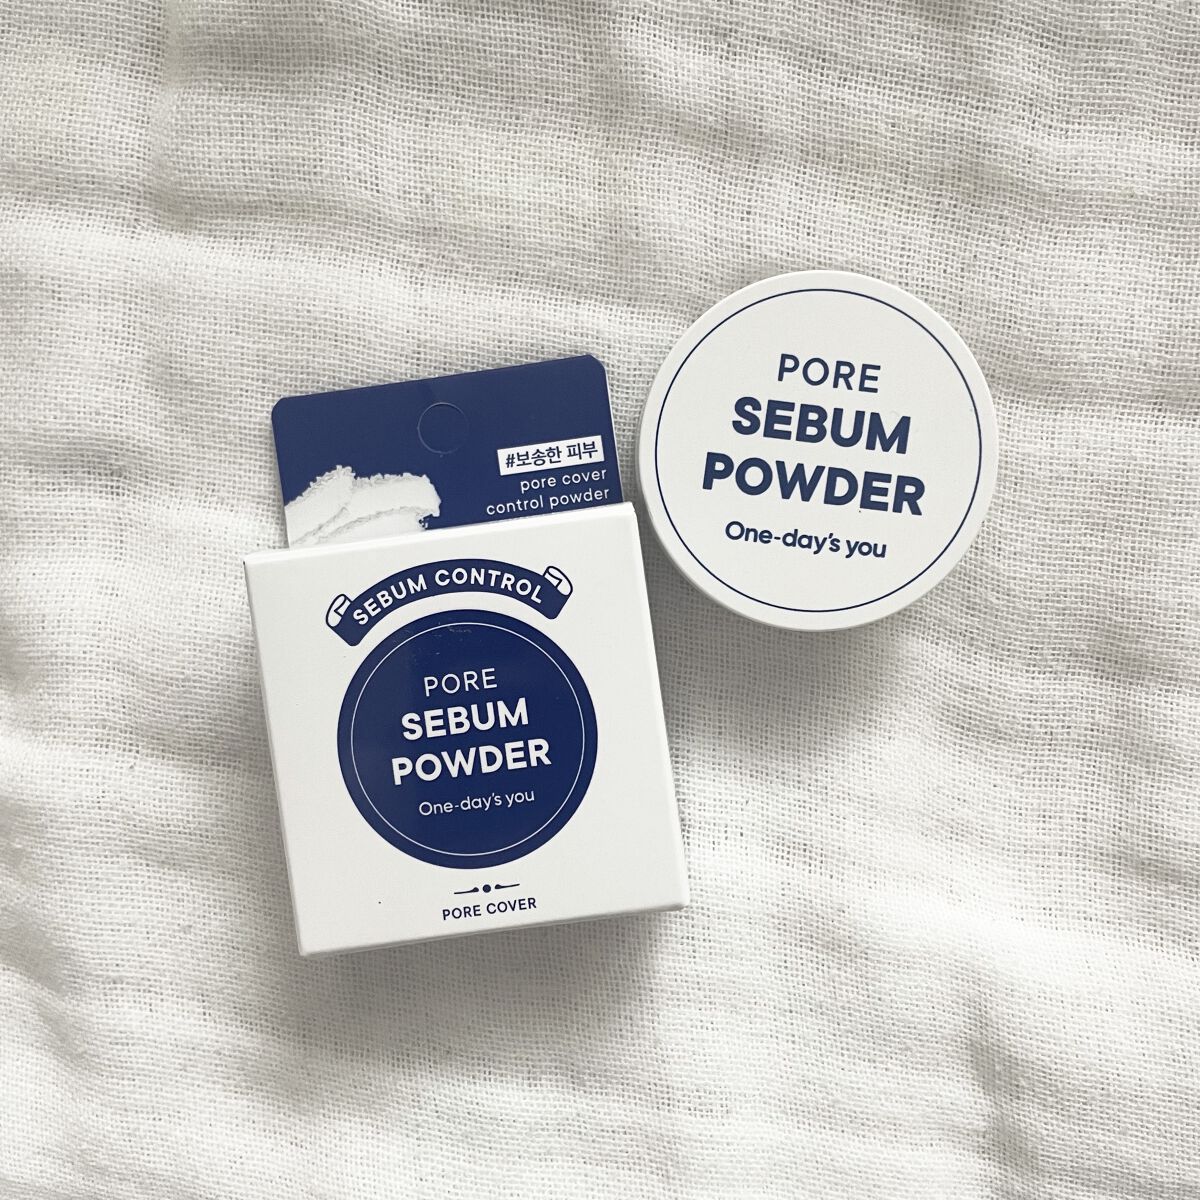 #보송한 피부
pore cover
control powder
SEBUM CONTROL
PORE
SEBUM
POWDER
One-day's you
PORE COVER
PORE
SEBUM
POWDER
One-day's you